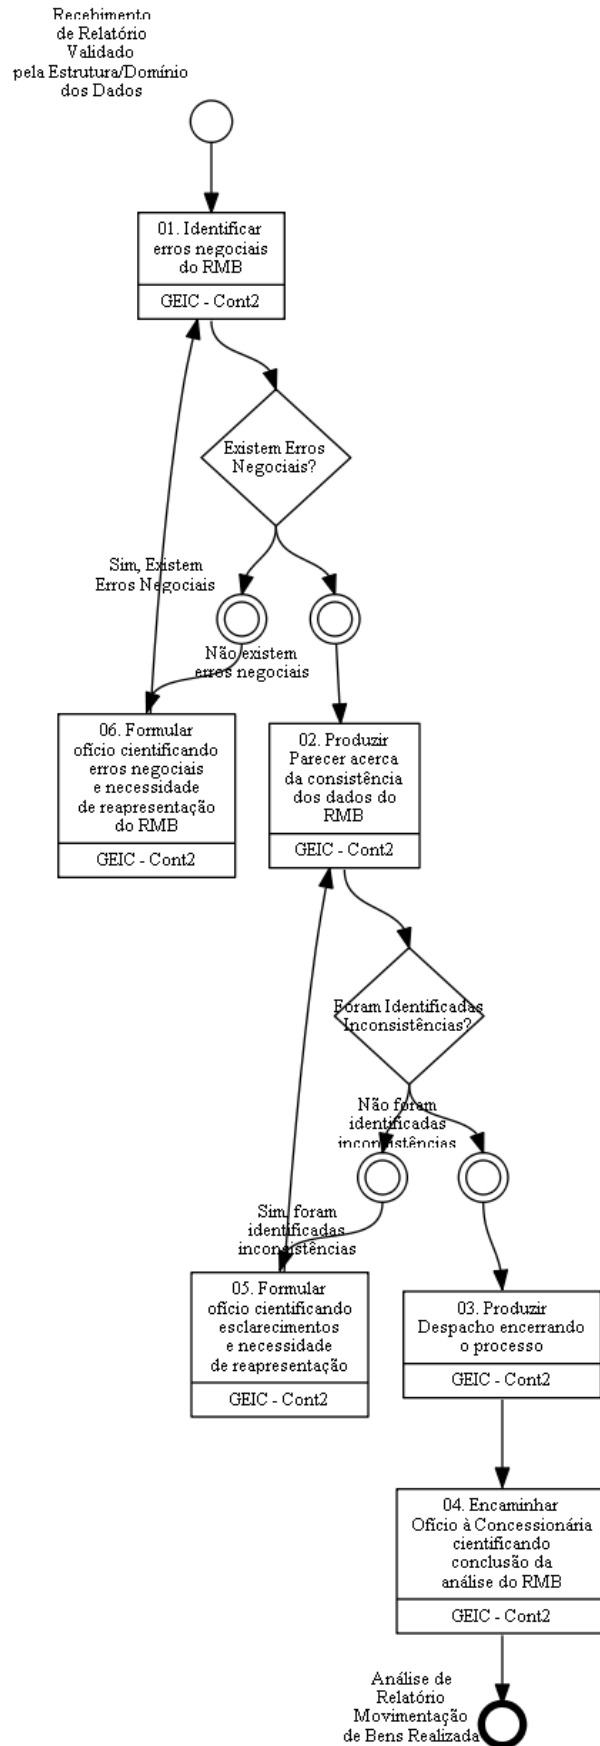 Recebimento
de Relatório
Validado
pela Estrutura/Domínio
dos Dados
01. Identificar
erros negociais
do RMB
GEIC - Cont2
Existem Erros
Negociais?
Sim, Existem
Erros Negociais
Não existem
erros negociais
06. Formular
ofício cientificando
erros negociais
e necessidade
de reapresentação
do RMB
GEIC - Cont2
02. Produzir
Parecer acerca
da consistência
dos dados do
RMB
GEIC - Cont2
Foram Identificadas
Inconsistências?
Não foram
identificadas
inconsistências
Sim, foram
identificadas
inconsistências
05. Formular
ofício cientificando
esclarecimentos
e necessidade
de reapresentação
GEIC - Cont2
03. Produzir
Despacho encerrando
o processo
GEIC - Cont2
04. Encaminhar
Ofício à Concessionária
cientificando
conclusão da
análise do RMB
GEIC - Cont2
Análise de
Relatório
Movimentação
de Bens Realizada